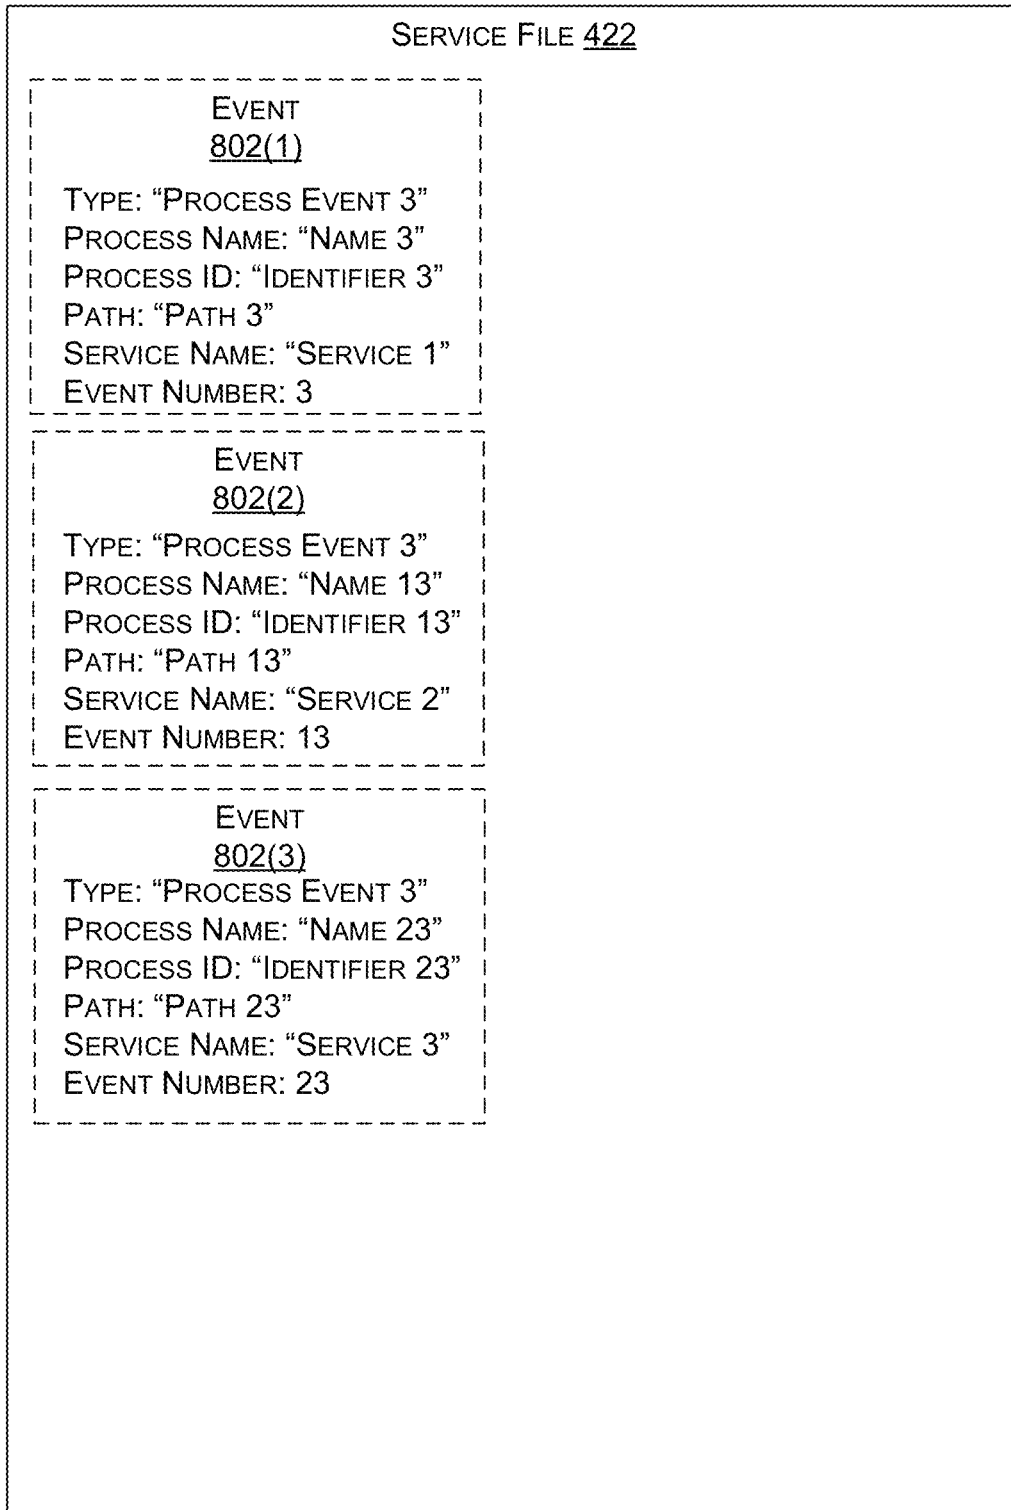 SERVICE FILE 422
EVENT
802(1)
TYPE: “PROCESS EVENT 3”
PROCESS NAME: “NAME 3”
PROCESS ID: “IDENTIFIER 3”
PATH: “PATH 3”
SERVICE NAME: “SERVICE 1”
EVENT NUMBER: 3
EVENT
802(2)
TYPE: “PROCESS EVENT 3”
PROCESS NAME: “NAME 13”
PROCESS ID: “IDENTIFIER 13”
PATH: “PATH 13”
SERVICE NAME: “SERVICE 2”
EVENT NUMBER: 13
EVENT
802(3)
TYPE: “PROCESS EVENT 3”
PROCESS NAME: “NAME 23”
PROCESS ID: “IDENTIFIER 23”
PATH: “PATH 23”
SERVICE NAME: “SERVICE 3”
EVENT NUMBER: 23